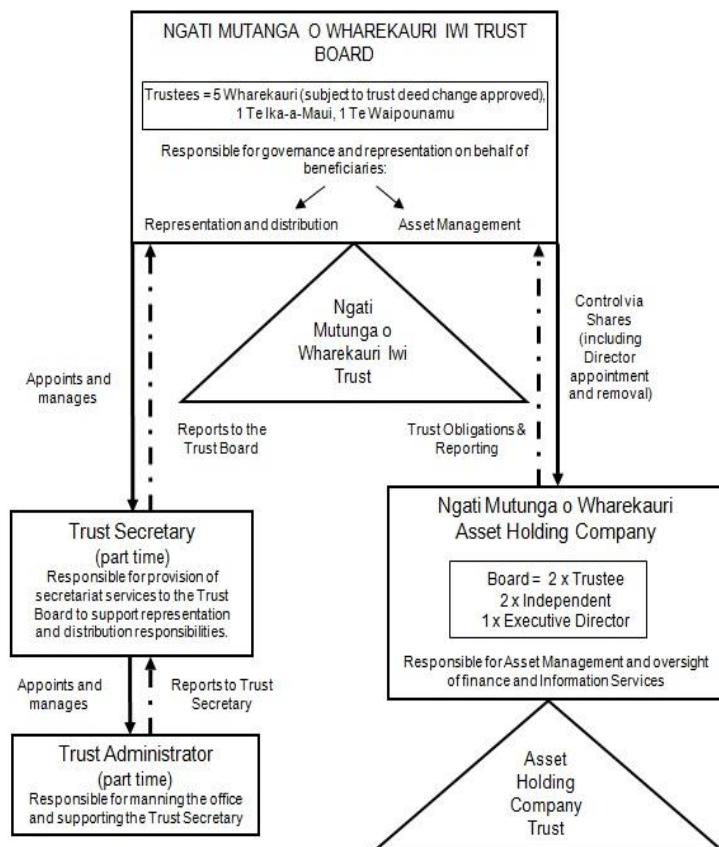 NGATI MUTANGA O WHAREKAURI IWI TRUST
BOARD
Trustees = 5 Wharekauri (subject to trust deed change approved),
1 Te Ika-a-Maui, 1 Te Waipounamu
Responsible for governance and representation on behalf of
beneficiaries:
Representation and distribution
Asset Management
Ngati
Mutunga o
Wharekauri Iwi
Trust
Appoints and
manages
Reports to the
Trust Board
Trust Obligations &
Reporting
Control via
Shares
(including
Director
appointment
and removal)
Trust Secretary
(part time)
Responsible for provision of
secretariat services to the Trust
Board to support representation
and distribution responsibilities.
Appoints and
manages
Reports to Trust
Secretary
Trust Administrator
(part time)
Responsible for manning the office
and supporting the Trust Secretary
Ngati Mutunga o Wharekauri
Asset Holding Company
Board = 2 x Trustee
2 x Independent
1 x Executive Director
Responsible for Asset Management and oversight
of finance and Information Services
Asset
Holding
Company
Trust